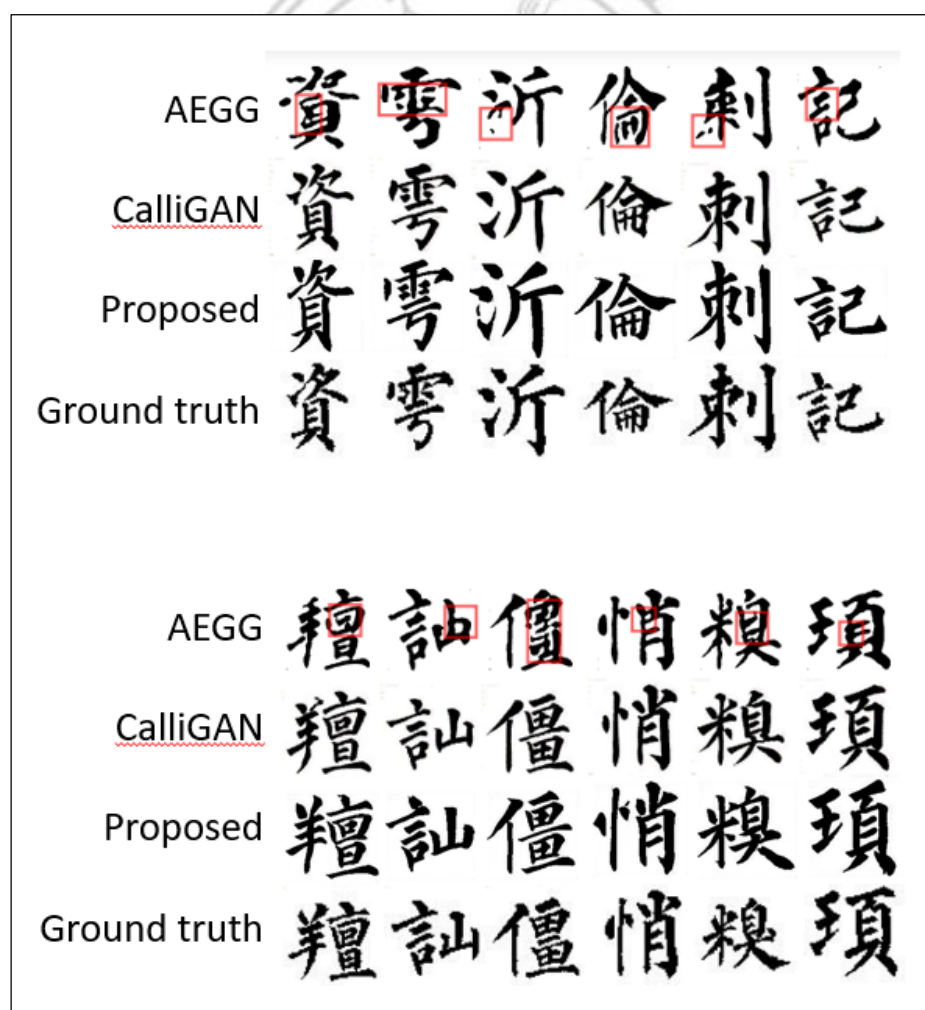 AEGG 資 雩 沂 倫 刺 記
CalliGAN 資 雩 沂 倫 刺 記
Proposed 資 雩 沂 倫 刺 記
Ground truth 資 雩 沂 倫 刺 記
AEGG 羶 訕 僵 悄 糗 頊
CalliGAN 羶 訕 僵 悄 糗 頊
Proposed 羶 訕 僵 悄 糗 頊
Ground truth 羶 訕 僵 悄 糗 頊